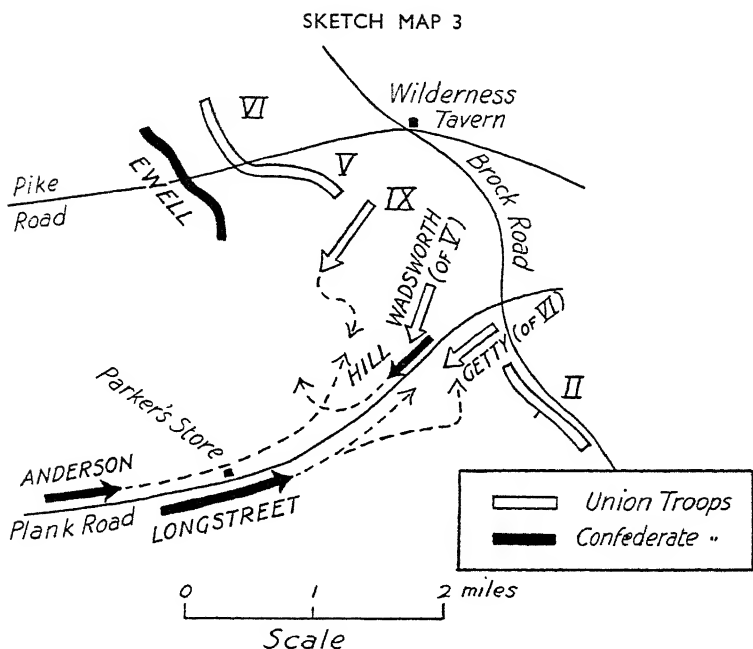 SKETCH MAP 3
Wilderness
Tavern
VI
V
EWELL
Pike
Road
IX
Brock Road
WADSWORTH
(OF V)
HILL
GETTY (OF VI)
II
Parker's Store
ANDERSON
Plank Road
LONGSTREET
Union Troops
Confederate "
0 1 2 miles
Scale